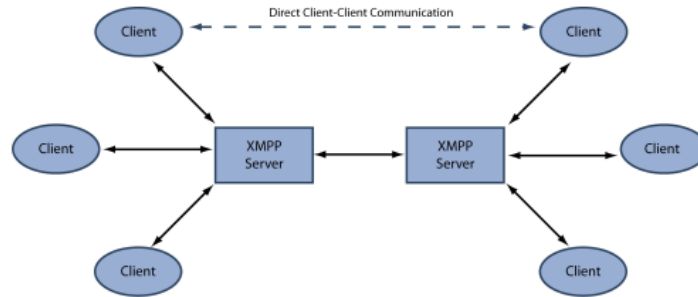 Direct Client-Client Communication
Client
Client
Client
XMPP
Server
XMPP
Server
Client
Client
Client